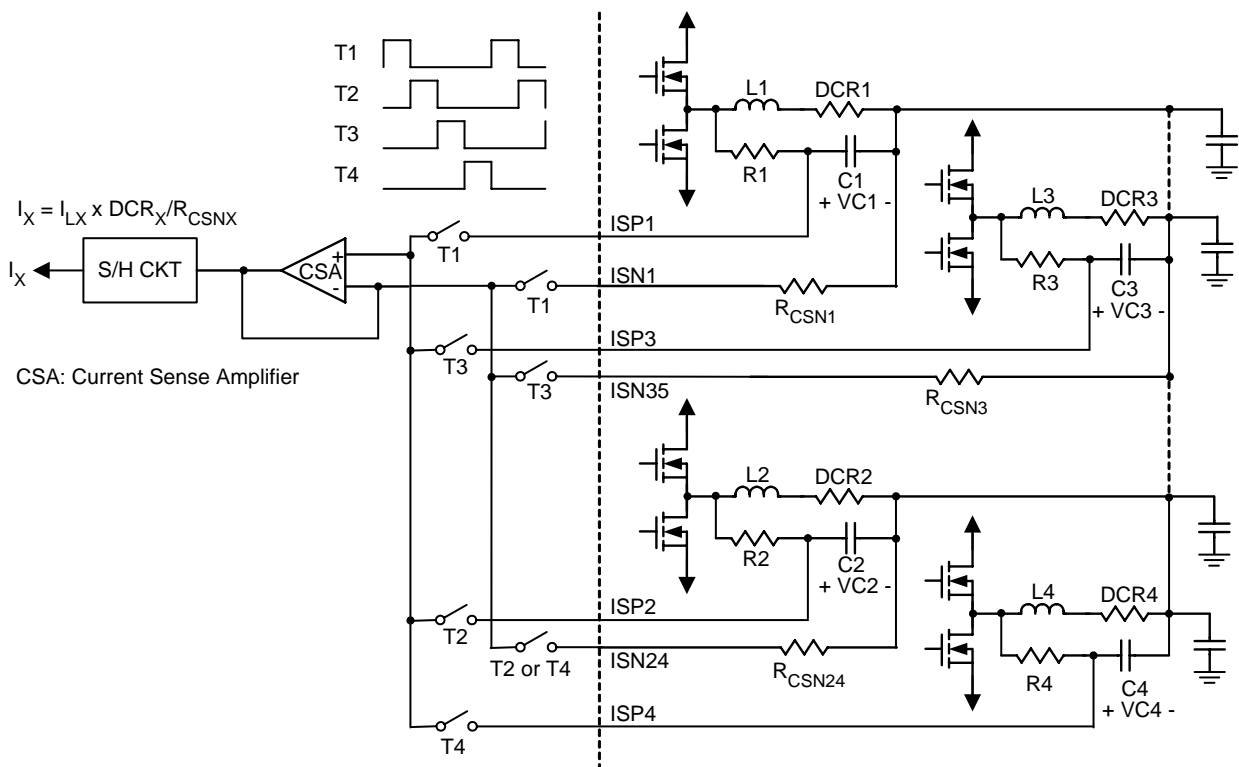 T1
T2
T3
T4
I_X = I_LX x DCR_X/R_CSNX
I_X
S/H CKT
CSA
+
-
CSA: Current Sense Amplifier
L1
DCR1
R1
C1
+ VC1 -
ISP1
T1
ISN1
T1
R_CSN1
L3
DCR3
R3
C3
+ VC3 -
ISP3
T3
ISN35
T3
R_CSN3
L2
DCR2
R2
C2
+ VC2 -
ISP2
T2
ISN24
T2 or T4
R_CSN24
L4
DCR4
R4
C4
+ VC4 -
ISP4
T4